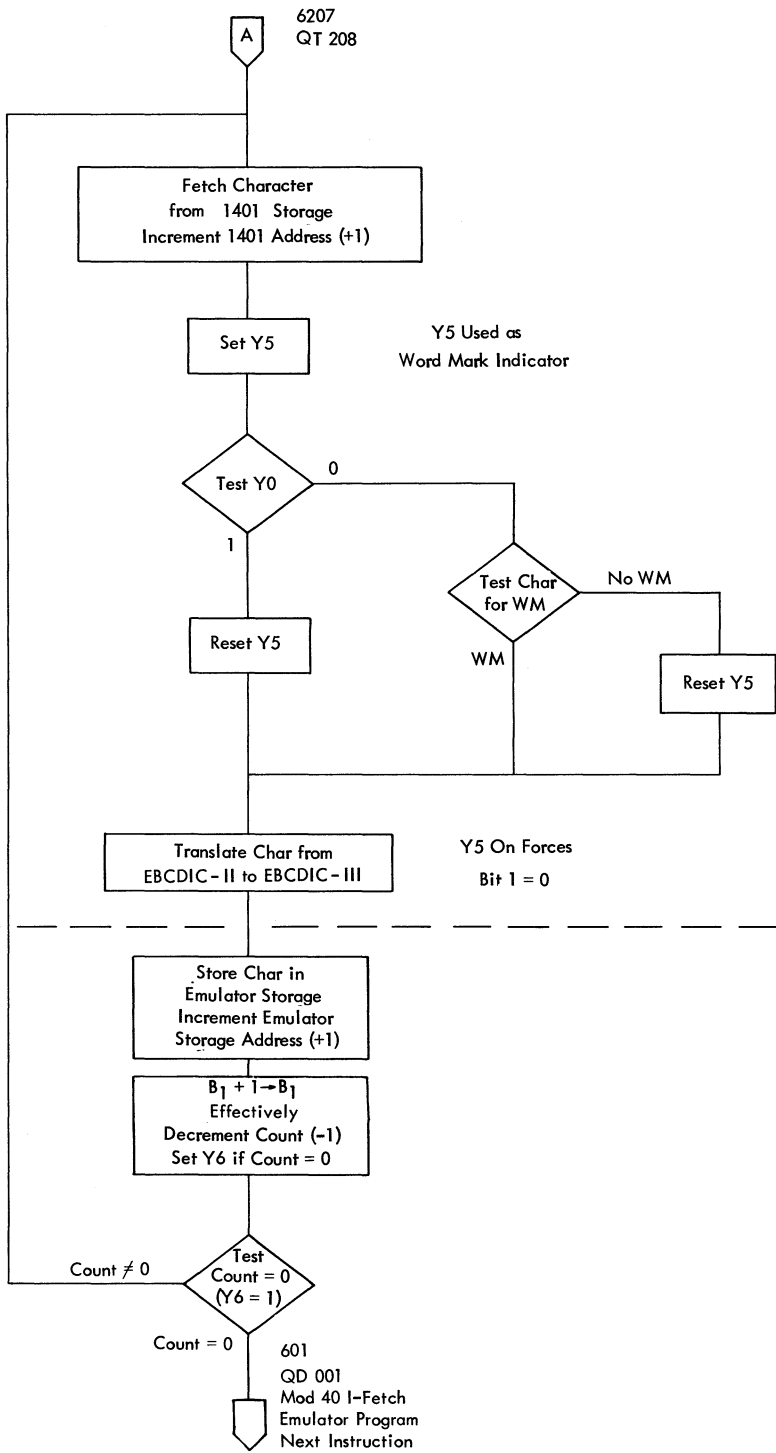 A
6207
QT 208
Fetch Character
from 1401 Storage
Increment 1401 Address (+1)
Set Y5
Y5 Used as
Word Mark Indicator
Test Y0
0
1
Test Char
for WM
No WM
WM
Reset Y5
Reset Y5
Translate Char from
EBCDIC-II to EBCDIC-III
Y5 On Forces
Bit 1 = 0
Store Char in
Emulator Storage
Increment Emulator
Storage Address (+1)
B1 + 1→B1
Effectively
Decrement Count (-1)
Set Y6 if Count = 0
Test
Count = 0
(Y6 = 1)
Count ≠ 0
Count = 0
601
QD 001
Mod 40 I-Fetch
Emulator Program
Next Instruction